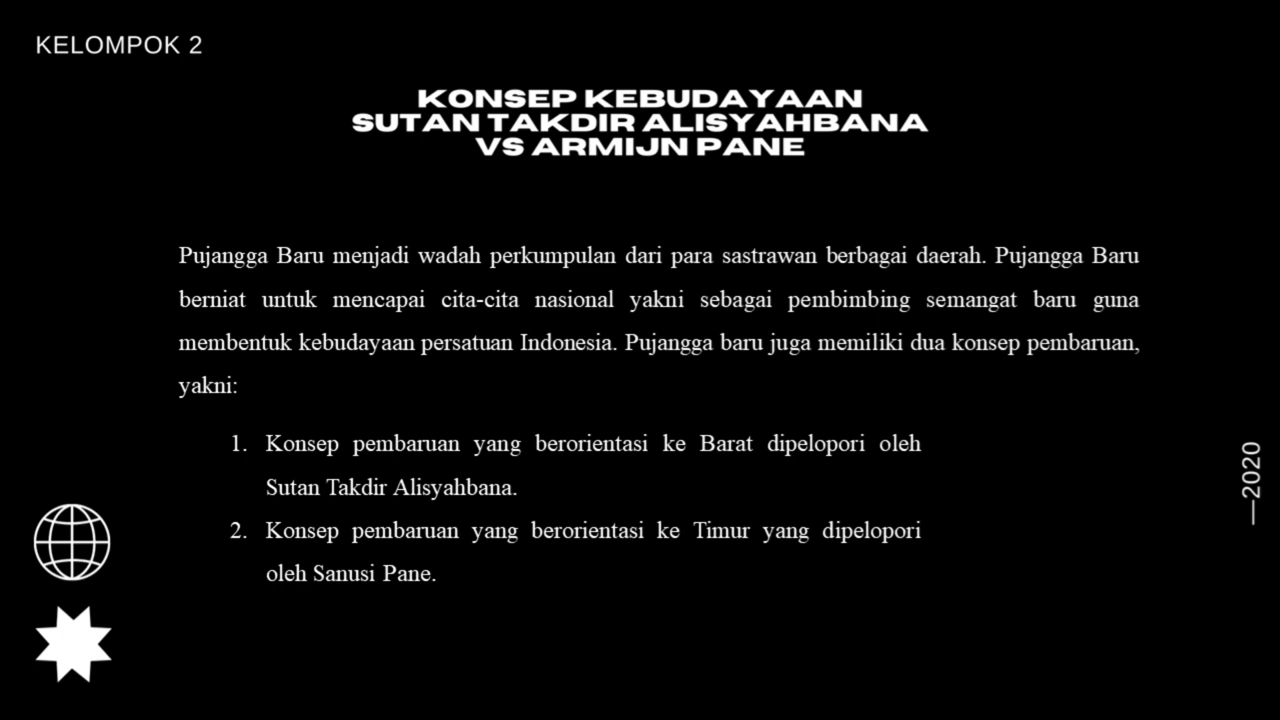 KELOMPOK 2
KONSEP KEBUDAYAAN
SUTAN TAKDIR ALISYAHBANA
VS ARMIJN PANE
Pujangga Baru menjadi wadah perkumpulan dari para sastrawan berbagai daerah. Pujangga Baru
berniat untuk mencapai cita-cita nasional yakni sebagai pembimbing semangat baru guna
membentuk kebudayaan persatuan Indonesia. Pujangga baru juga memiliki dua konsep pembaruan,
yakni:
1. Konsep pembaruan yang berorientasi ke Barat dipelopori oleh
Sutan Takdir Alisyahbana.
2. Konsep pembaruan yang berorientasi ke Timur yang dipelopori
oleh Sanusi Pane.
—2020